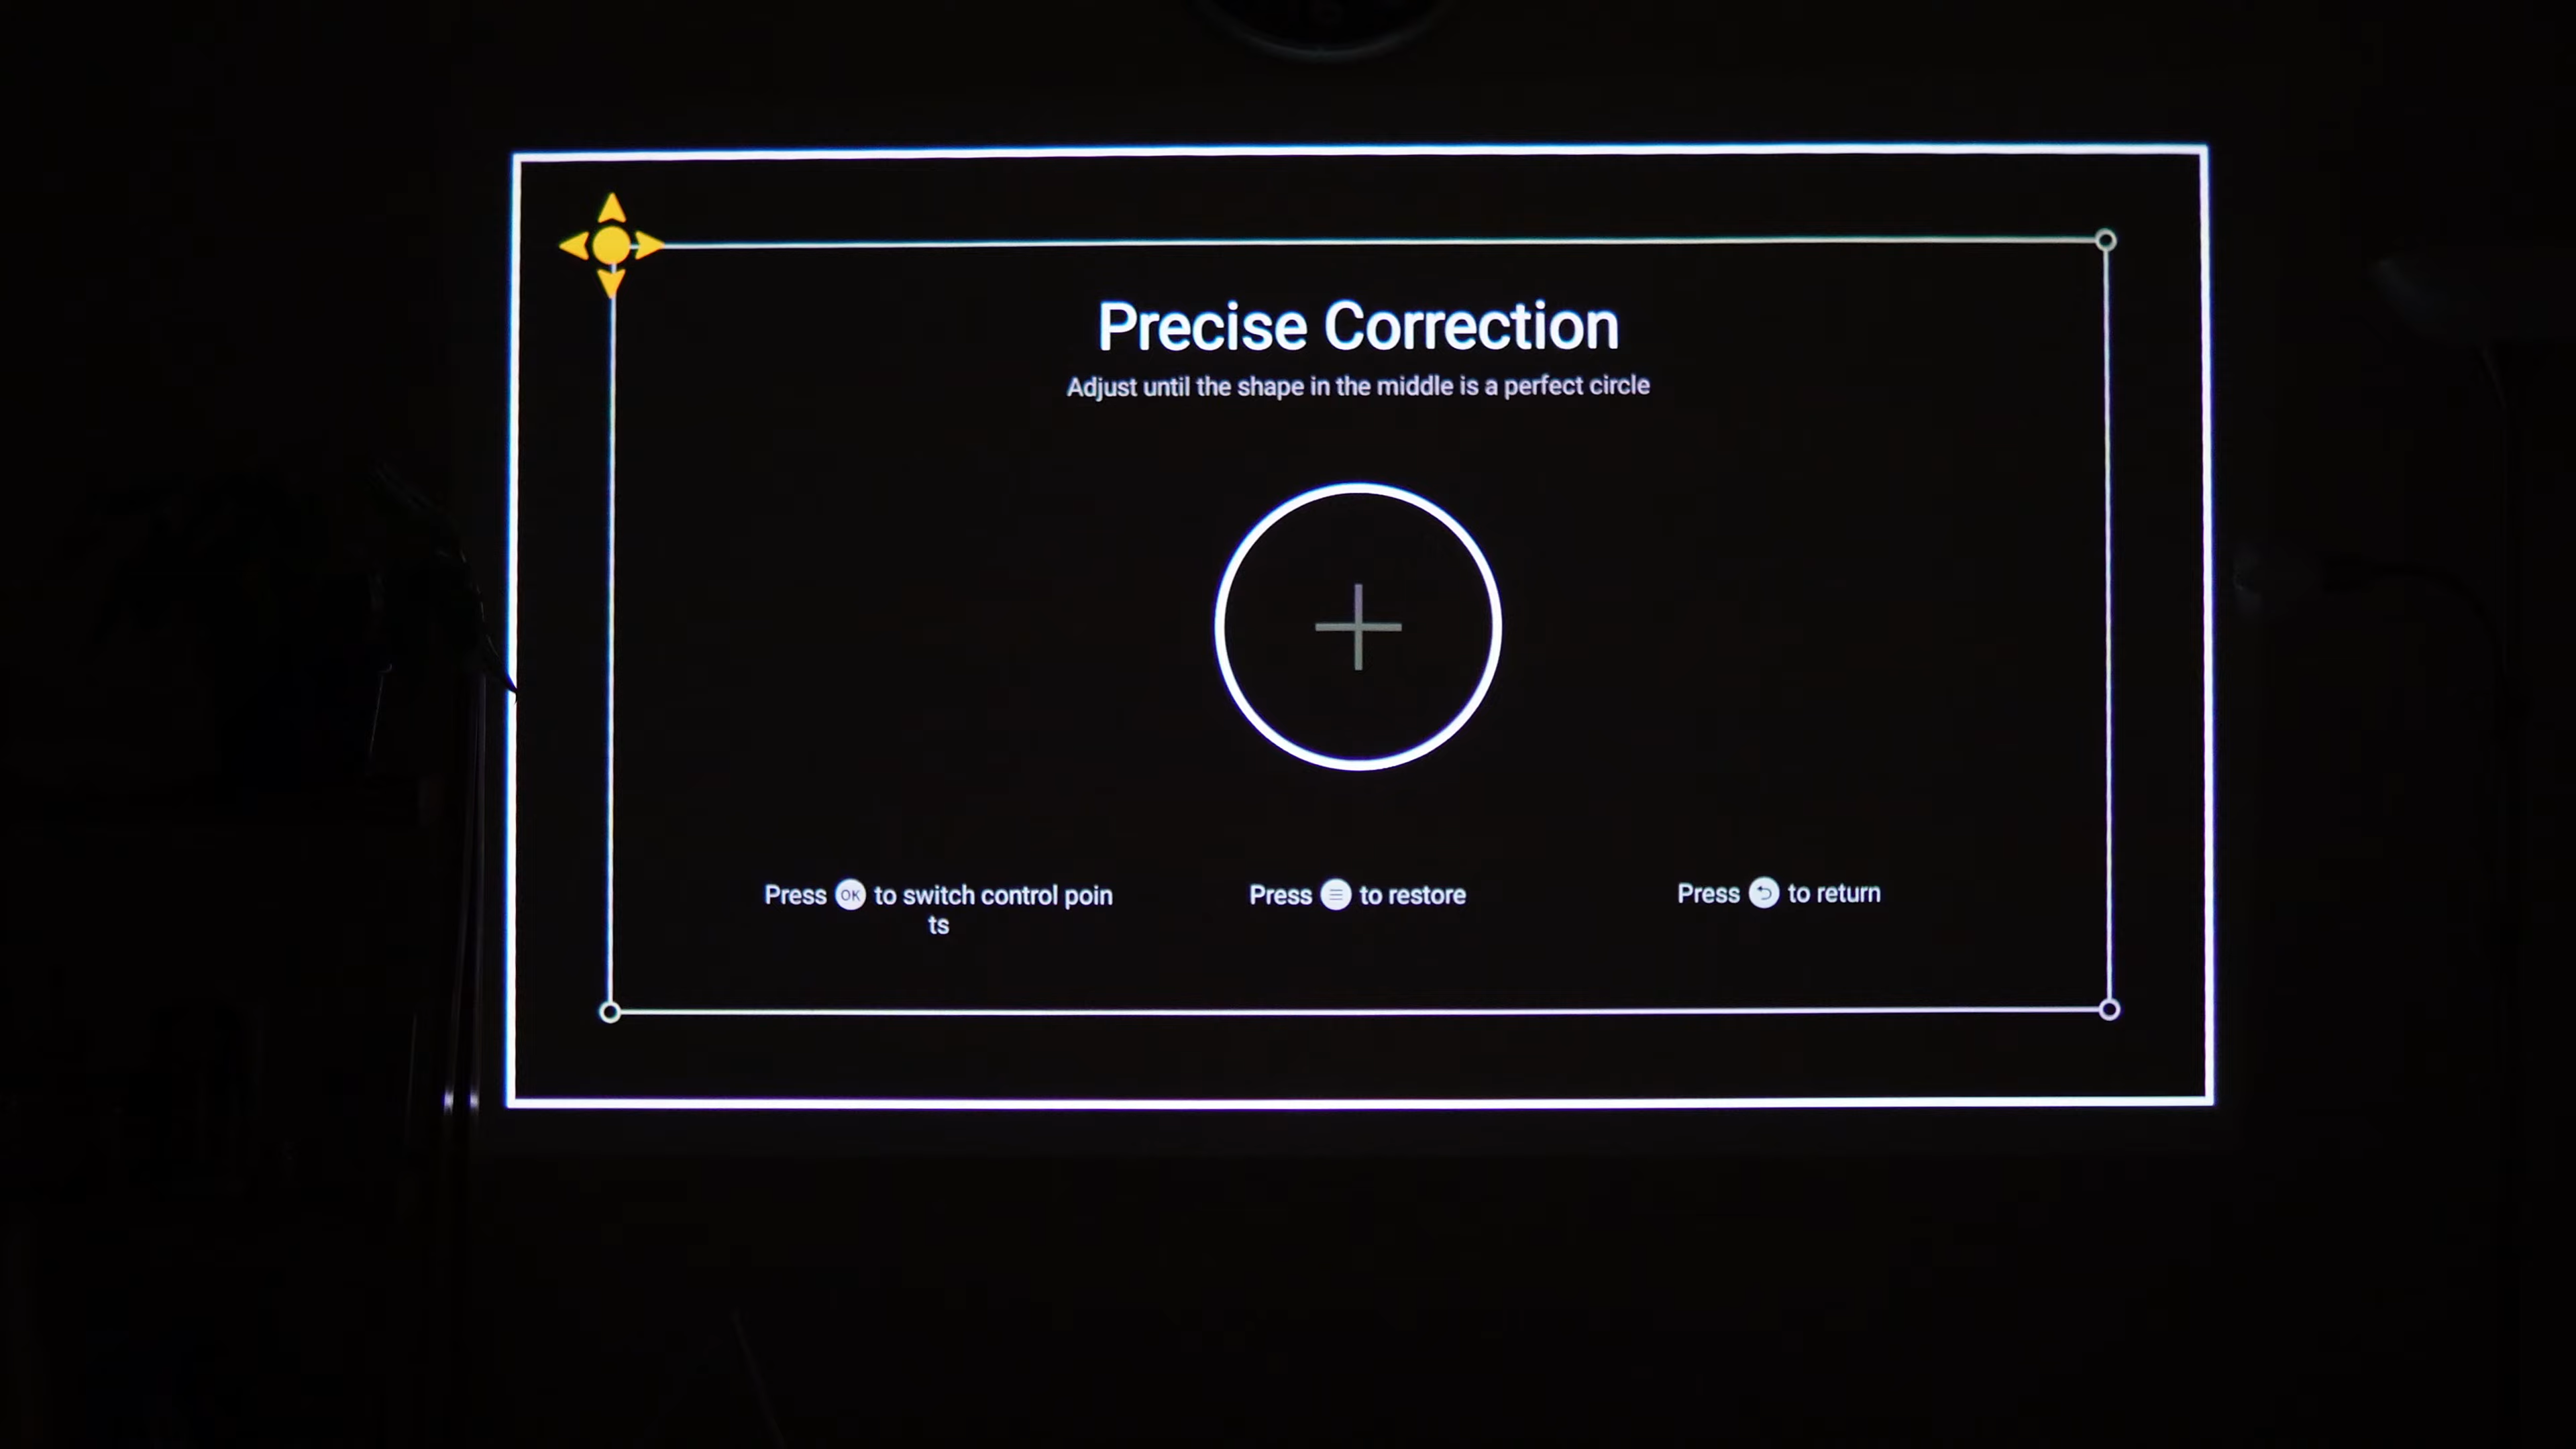 Precise Correction
Adjust until the shape in the middle is a perfect circle
Press OK to switch control poin
ts
Press to restore
Press to return